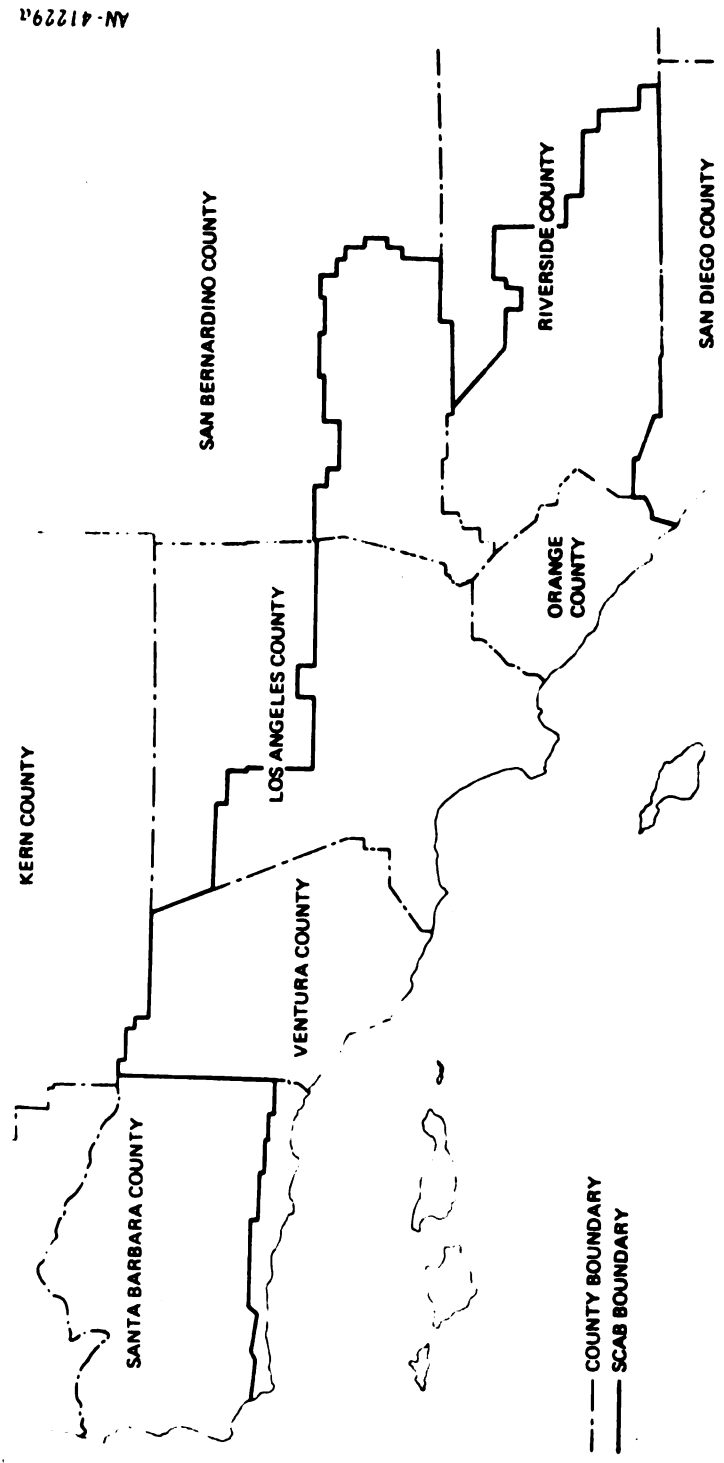 AN-41229a
KERN COUNTY
SAN BERNARDINO COUNTY
SANTA BARBARA COUNTY
VENTURA COUNTY
LOS ANGELES COUNTY
RIVERSIDE COUNTY
ORANGE
COUNTY
SAN DIEGO COUNTY
COUNTY BOUNDARY
SCAB BOUNDARY